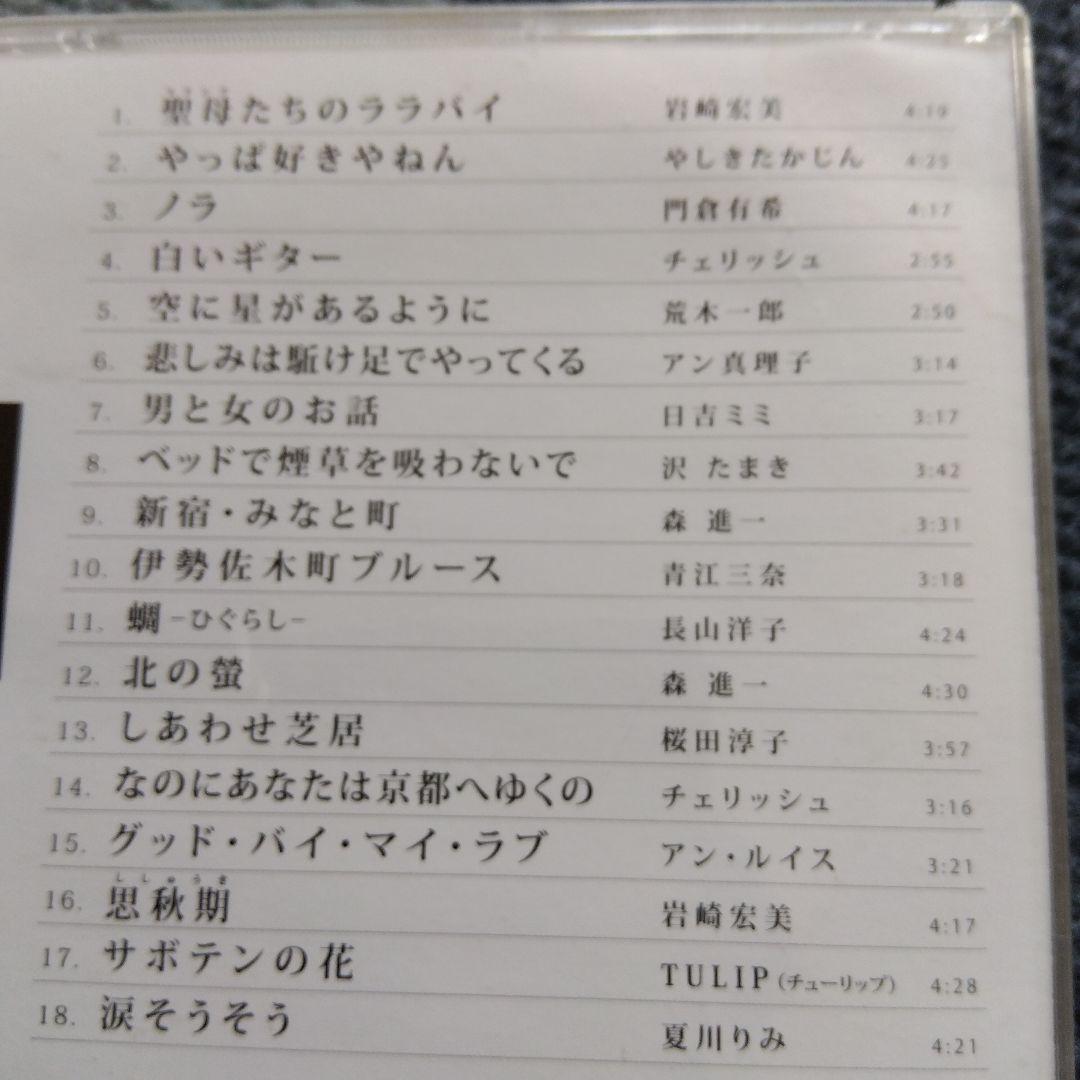 1. 聖母たちのララバイ 岩崎宏美 4:19
2. やっぱ好きやねん やしきたかじん 4:25
3. ノラ 門倉有希 4:17
4. 白いギター チェリッシュ 2:55
5. 空に星があるように 荒木一郎 2:50
6. 悲しみは駈け足でやってくる アン真理子 3:14
7. 男と女のお話 日吉ミミ 3:17
8. ベッドで煙草を吸わないで 沢 たまき 3:42
9. 新宿・みなと町 森 進一 3:31
10. 伊勢佐木町ブルース 青江三奈 3:18
11. 蜩 −ひぐらし− 長山洋子 4:24
12. 北の螢 森 進一 4:30
13. しあわせ芝居 桜田淳子 3:57
14. なのにあなたは京都へゆくの チェリッシュ 3:16
15. グッド・バイ・マイ・ラブ アン・ルイス 3:21
ししゅうき
16. 思秋期 岩崎宏美 4:17
17. サボテンの花 TULIP(チューリップ) 4:28
18. 涙そうそう 夏川りみ 4:21